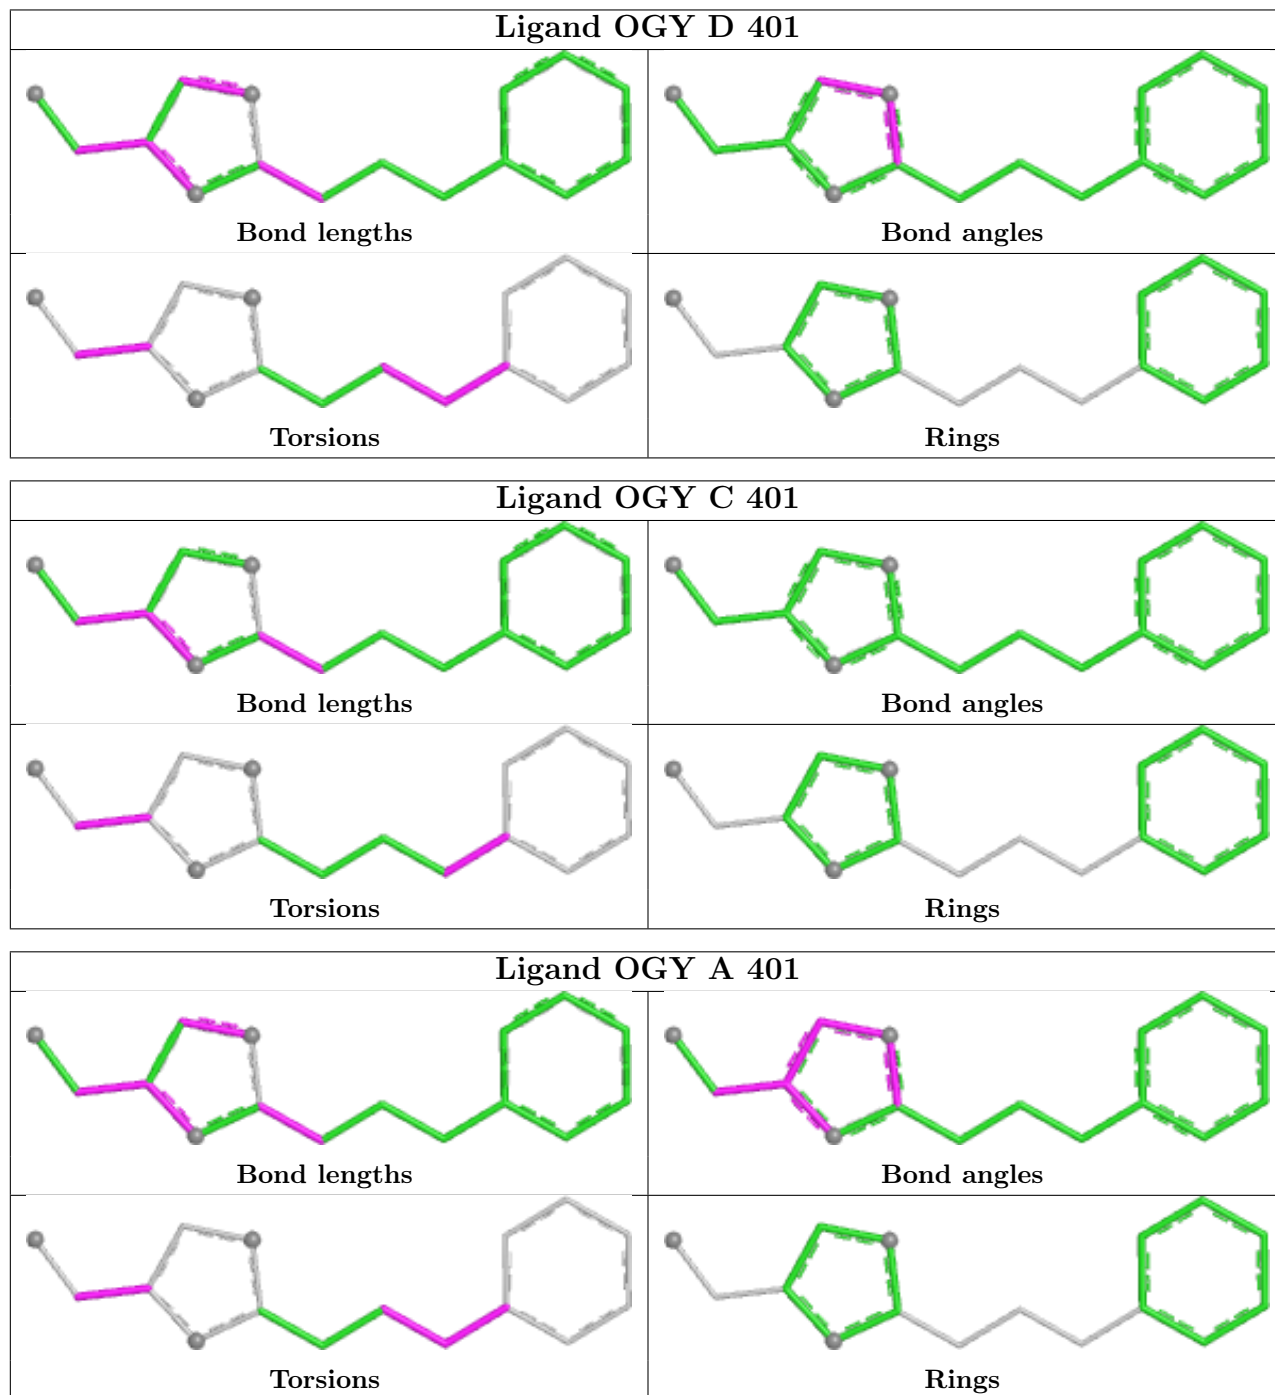 Ligand OGY D 401
Bond lengths
Bond angles
Torsions
Rings
Ligand OGY C 401
Bond lengths
Bond angles
Torsions
Rings
Ligand OGY A 401
Bond lengths
Bond angles
Torsions
Rings